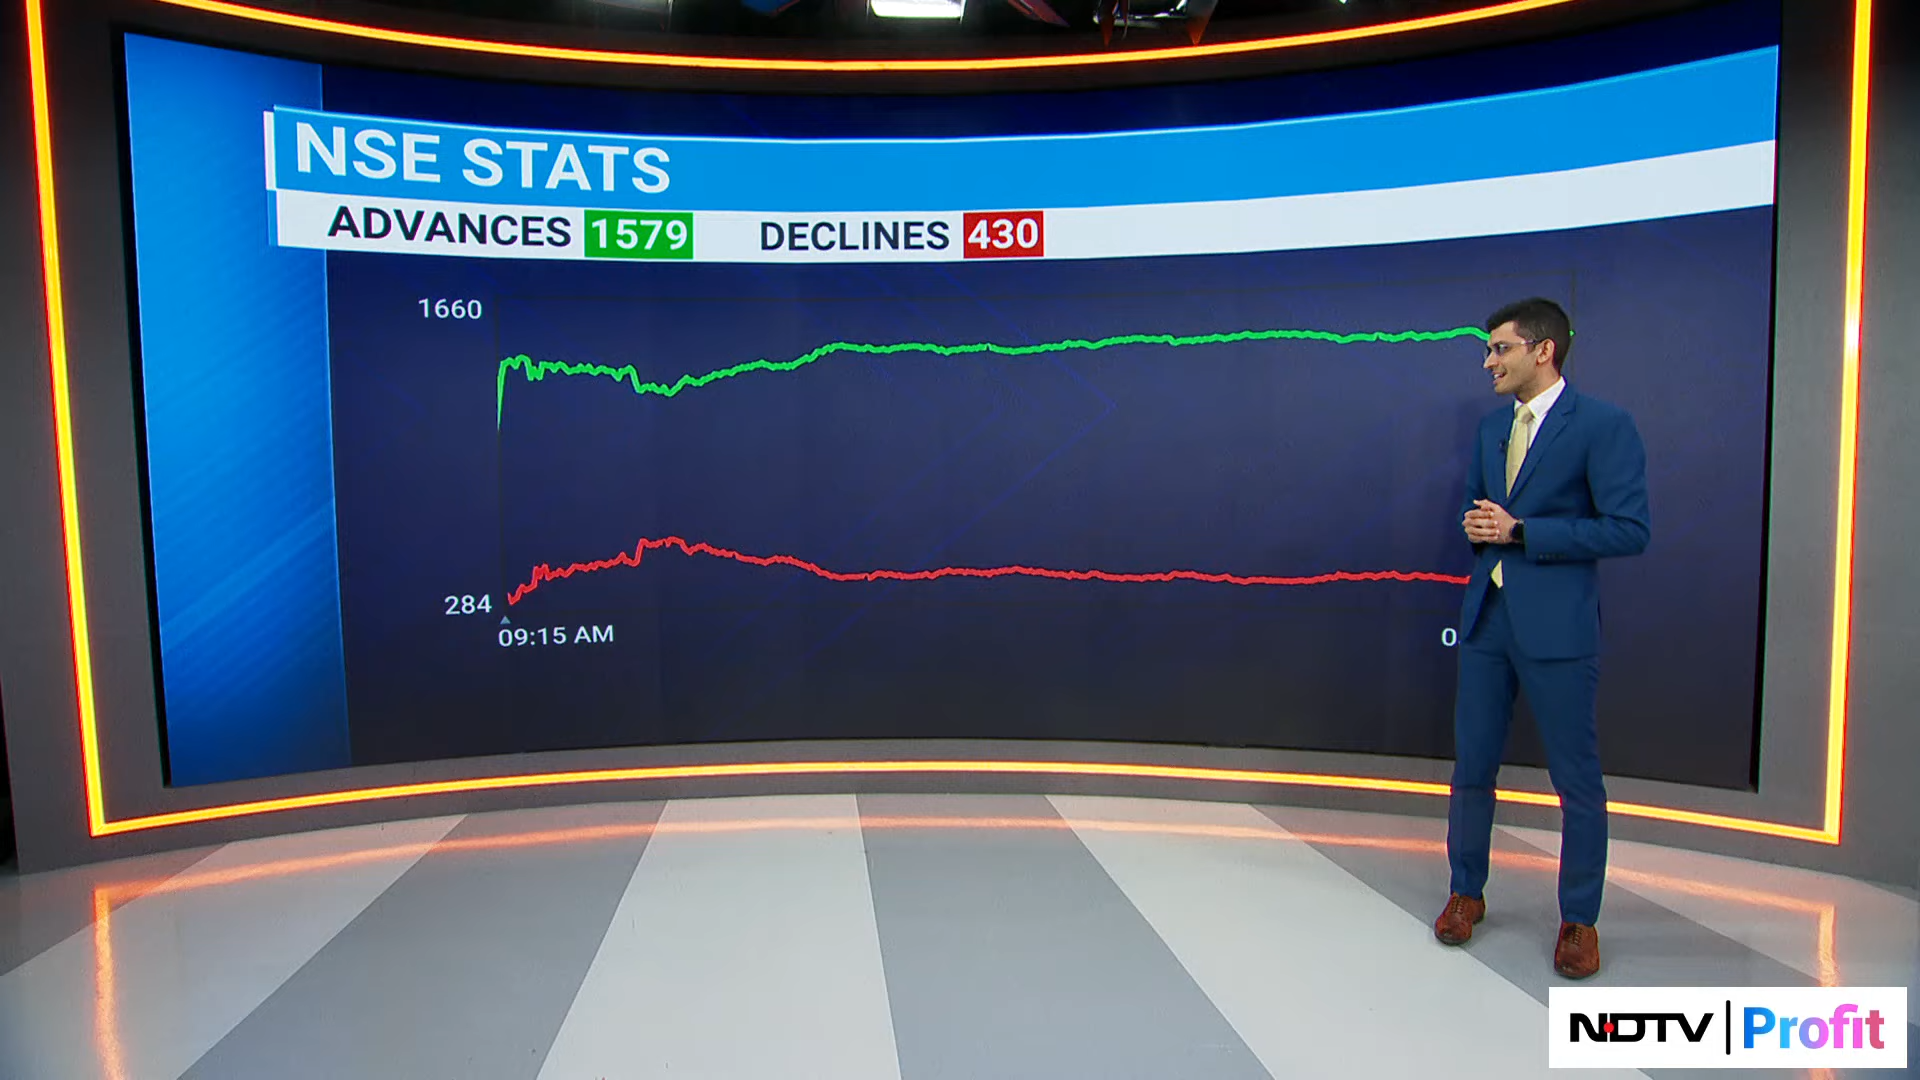 NSE STATS
ADVANCES 1579 DECLINES 430
1660
284
09:15 AM
NDTV | Profit